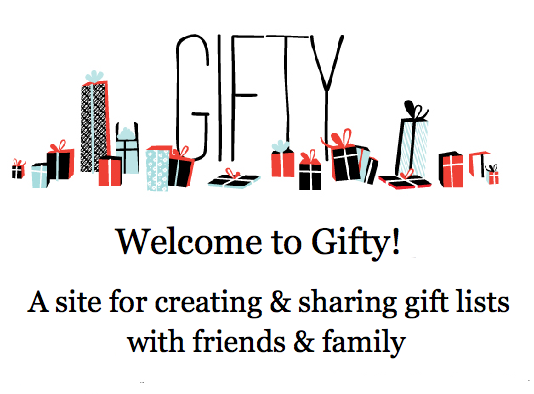 GIFTY
Welcome to Gifty!
A site for creating & sharing gift lists
with friends & family